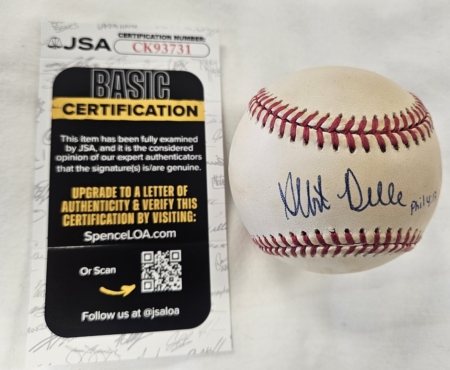 JSA
CERTIFICATION NUMBER
CK93731
BASIC
CERTIFICATION
This item has been fully examined
by JSA, and it is the considered
opinion of our expert authenticators
that the signature(s) is/are genuine.
UPGRADE TO A LETTER OF
AUTHENTICITY & VERIFY THIS
CERTIFICATION BY VISITING:
SpenceLOA.com
Or Scan
Follow us at @jsaloa
Belle